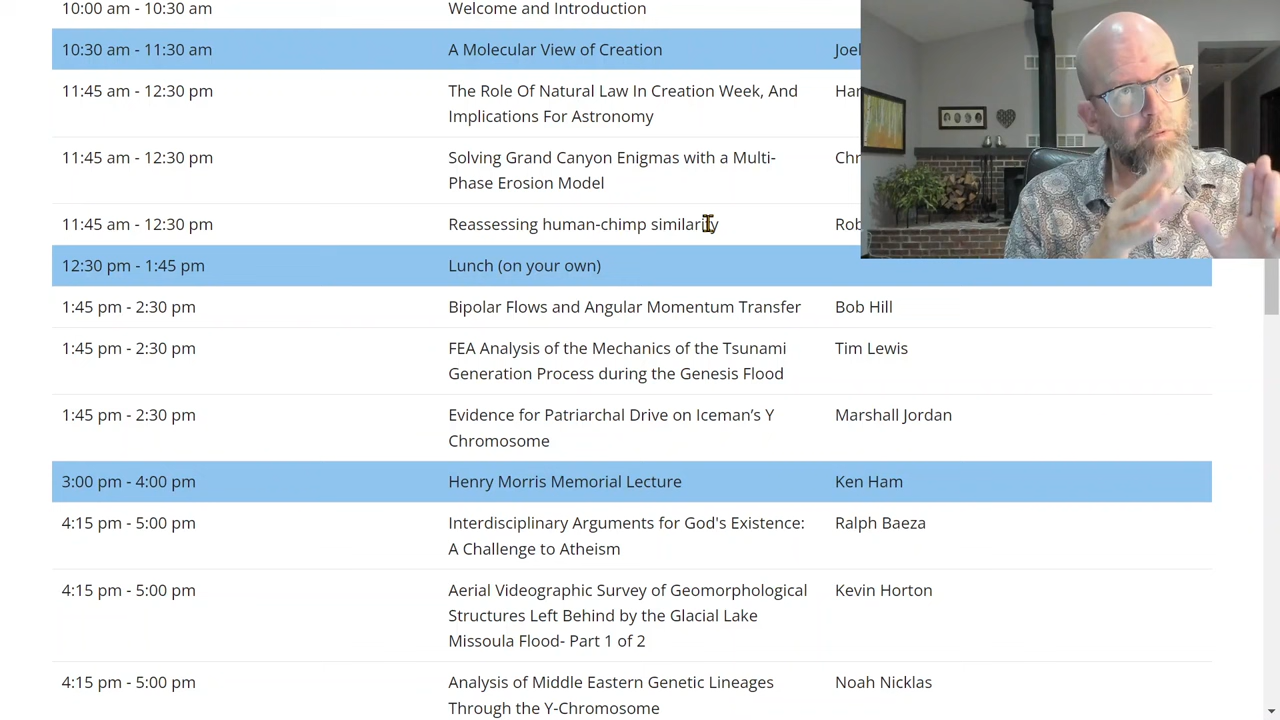 10:00 am - 10:30 am Welcome and Introduction
10:30 am - 11:30 am A Molecular View of Creation Joel
11:45 am - 12:30 pm The Role Of Natural Law In Creation Week, And Har
Implications For Astronomy
11:45 am - 12:30 pm Solving Grand Canyon Enigmas with a Multi- Chr
Phase Erosion Model
11:45 am - 12:30 pm Reassessing human-chimp similarity Rob
12:30 pm - 1:45 pm Lunch (on your own)
1:45 pm - 2:30 pm Bipolar Flows and Angular Momentum Transfer Bob Hill
1:45 pm - 2:30 pm FEA Analysis of the Mechanics of the Tsunami Tim Lewis
Generation Process during the Genesis Flood
1:45 pm - 2:30 pm Evidence for Patriarchal Drive on Iceman’s Y Marshall Jordan
Chromosome
3:00 pm - 4:00 pm Henry Morris Memorial Lecture Ken Ham
4:15 pm - 5:00 pm Interdisciplinary Arguments for God's Existence: Ralph Baeza
A Challenge to Atheism
4:15 pm - 5:00 pm Aerial Videographic Survey of Geomorphological Kevin Horton
Structures Left Behind by the Glacial Lake
Missoula Flood- Part 1 of 2
4:15 pm - 5:00 pm Analysis of Middle Eastern Genetic Lineages Noah Nicklas
Through the Y-Chromosome